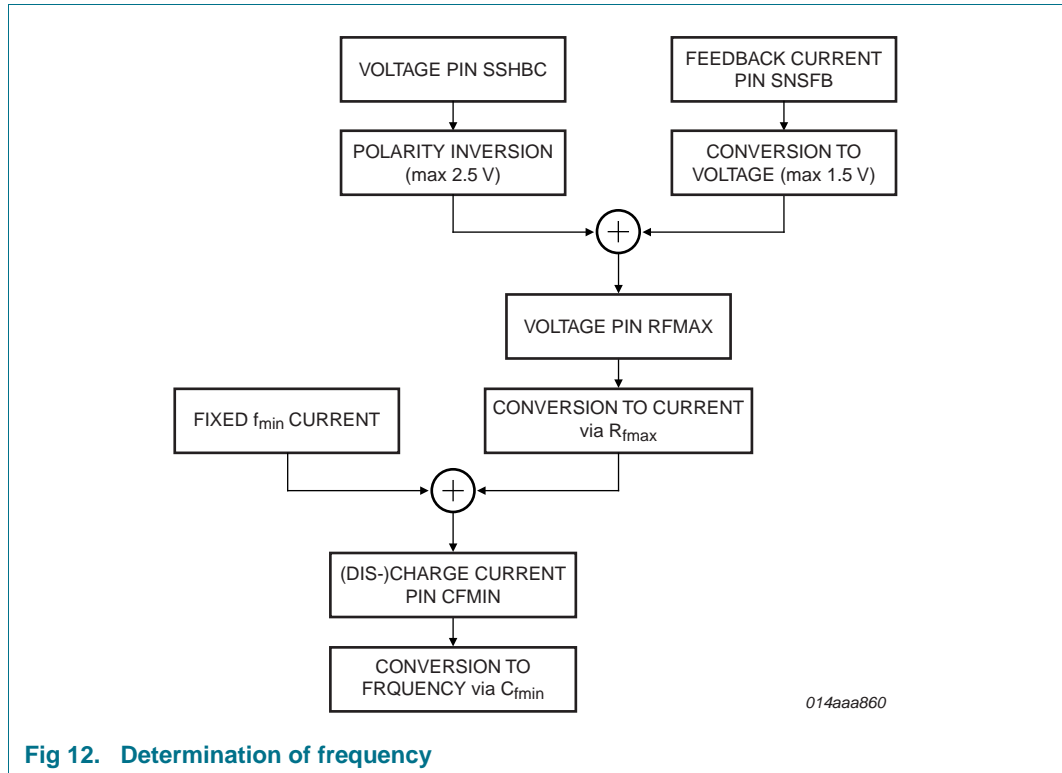 VOLTAGE PIN SSHBC
FEEDBACK CURRENT
PIN SNSFB
POLARITY INVERSION
(max 2.5 V)
CONVERSION TO
VOLTAGE (max 1.5 V)
+
VOLTAGE PIN RFMAX
FIXED fmin CURRENT
CONVERSION TO CURRENT
via Rfmax
+
(DIS-)CHARGE CURRENT
PIN CFMIN
CONVERSION TO
FRQUENCY via Cfmin
014aaa860
Fig 12. Determination of frequency